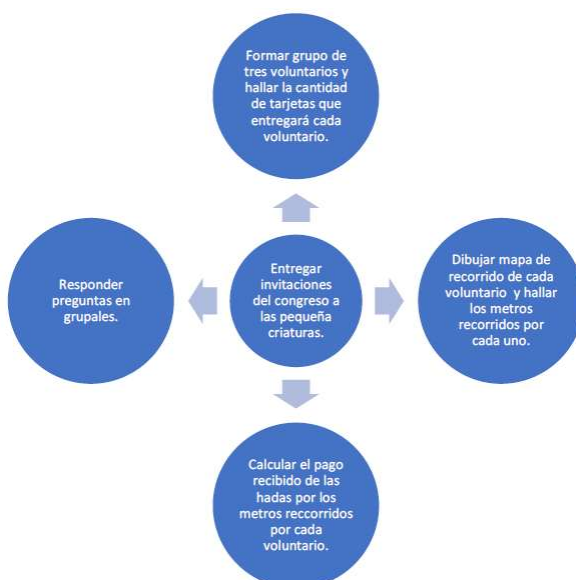 Formar grupo de
tres voluntarios y
hallar la cantidad
de tarjetas que
entregará cada
voluntario.
Responder
preguntas en
grupales.
Entregar
invitaciones
del congreso a
las pequeña
criaturas.
Dibujar mapa de
recorrido de cada
voluntario y hallar
los metros
recorridos por
cada uno.
Calcular el pago
recibido de las
hadas por los
metros reccorridos
por cada
voluntario.